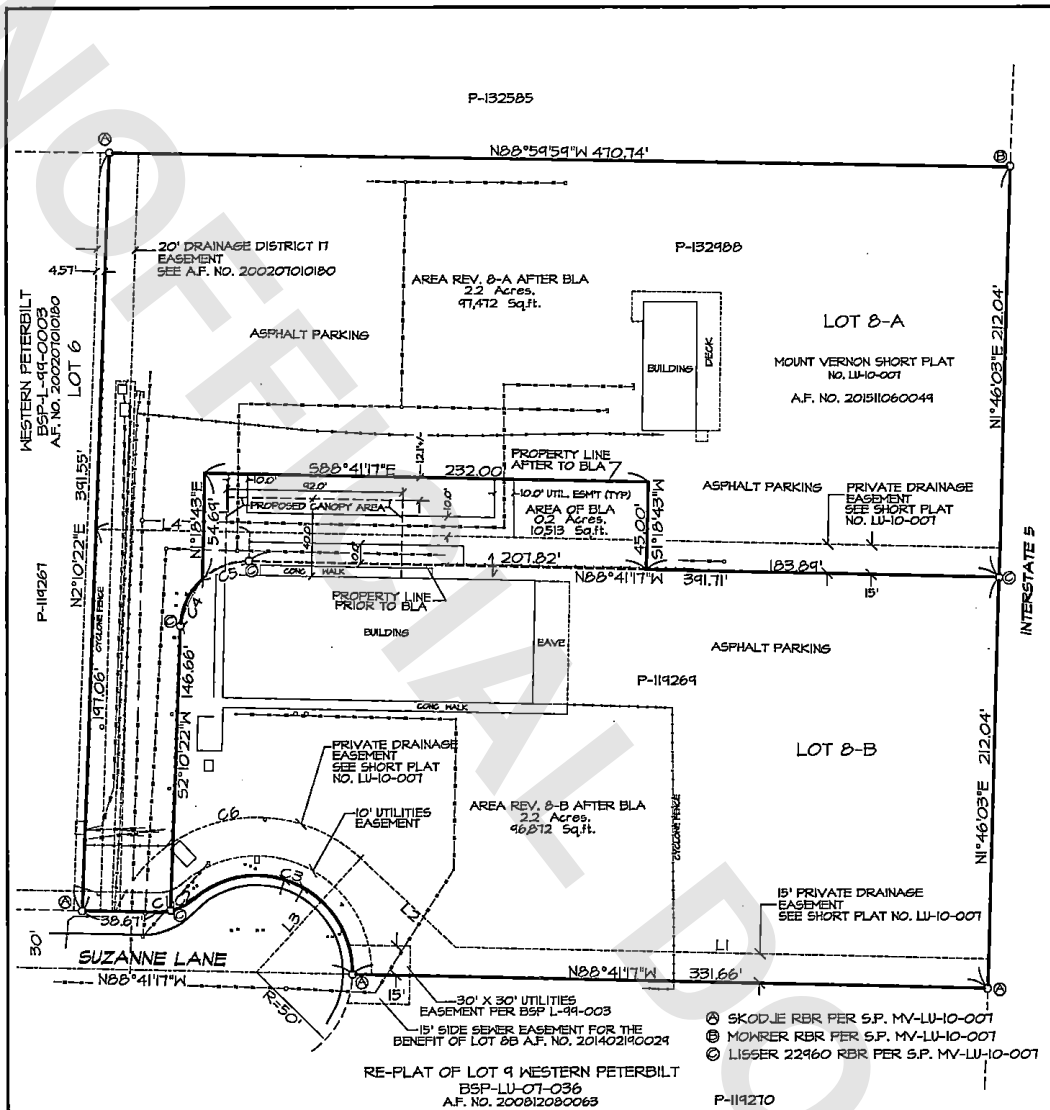 P-132585
N88°59'59"W 470.74'
A
B
20' DRAINAGE DISTRICT 17
EASEMENT
SEE A.F. NO. 200207010180
4.57'
WESTERN PETERBILT
BSP-L-99-0003
A.F. NO. 200207010180
LOT 6
AREA REV. 8-A AFTER BLA
2.2 Acres.
97,472 Sq.ft.
P-132988
ASPHALT PARKING
BUILDING
DECK
LOT 8-A
MOUNT VERNON SHORT PLAT
NO. LU-10-007
A.F. NO. 201511060049
N1°46'03"E 212.04'
391.55'
N2°10'22"E
CYCLONE FENCE
197.06'
P-119267
S88°41'17"E 232.00'
12.1'+/-
PROPERTY LINE
AFTER TO BLA
10.0'
92.0'
PROPOSED CANOPY AREA
10.0'
40.0'
10.0'
10.0' UTIL. ESMT (TYP)
AREA OF BLA
0.2 Acres.
10,513 Sq.ft.
N1°18'43"E
54.69'
S1°18'43"W
45.00'
ASPHALT PARKING
PRIVATE DRAINAGE
EASEMENT
SEE SHORT PLAT
NO. LU-10-007
L4
C5
C4
CONC WALK
207.82'
N88°41'17"W 391.71'
183.89'
15'
C
C
C
INTERSTATE 5
PROPERTY LINE
PRIOR TO BLA
BUILDING
EAVE
ASPHALT PARKING
P-119269
CONC WALK
146.66'
S2°10'22"W
LOT 8-B
PRIVATE DRAINAGE
EASEMENT
SEE SHORT PLAT
NO. LU-10-007
10' UTILITIES
EASEMENT
AREA REV. 8-B AFTER BLA
2.2 Acres.
96,872 Sq.ft.
CYCLONE FENCE
N1°46'03"E 212.04'
C6
C3
L3
L2
15' PRIVATE DRAINAGE
EASEMENT
SEE SHORT PLAT NO. LU-10-007
L1
A
38.67'
C1
C
30'
SUZANNE LANE
N88°41'17"W
R=50'
A
15'
N88°41'17"W 331.66'
A
30' X 30' UTILITIES
EASEMENT PER BSP L-99-003
15' SIDE SEWER EASEMENT FOR THE
BENEFIT OF LOT 8B A.F. NO. 201402190029
A SKODJE RBR PER S.P. MV-LU-10-007
B MOWRER RBR PER S.P. MV-LU-10-007
C LISSER 22960 RBR PER S.P. MV-LU-10-007
RE-PLAT OF LOT 9 WESTERN PETERBILT
BSP-LU-07-036
A.F. NO. 200812080063
P-119270